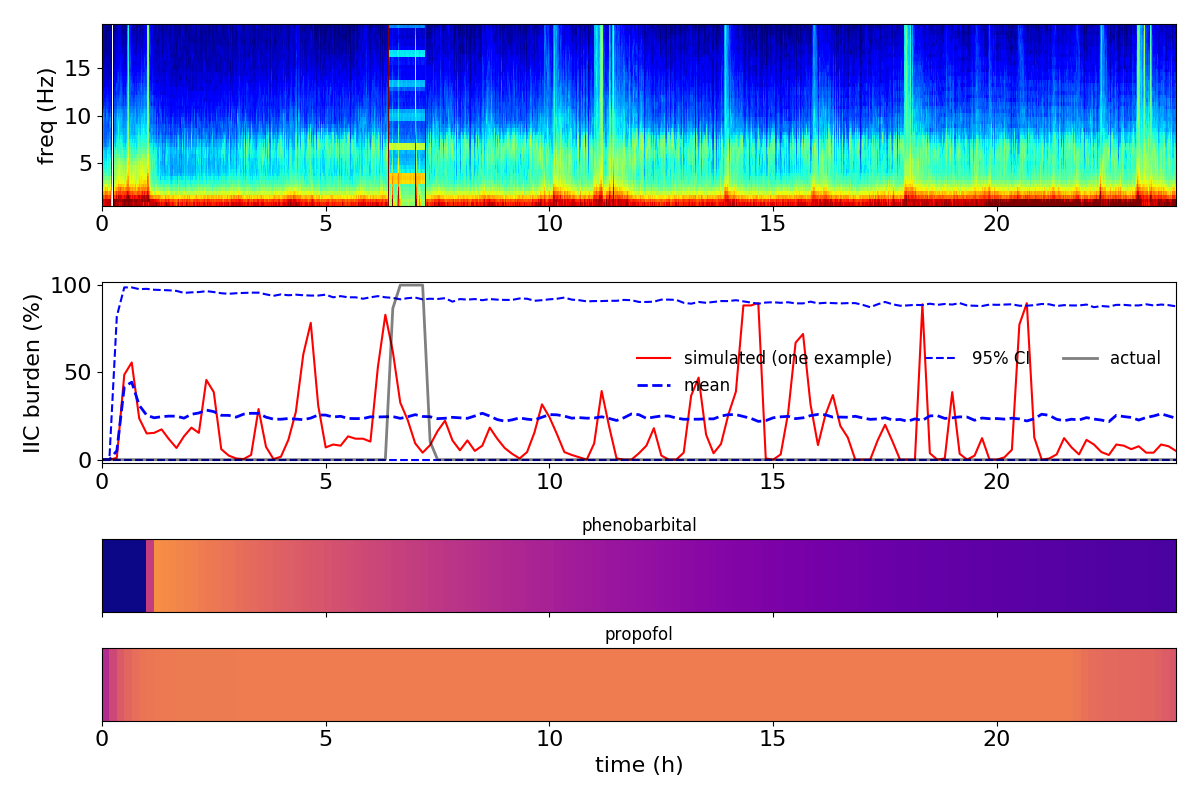 freq (Hz)
15
10
5
0 5 10 15 20
IIC burden (%)
100
50
0
simulated (one example) 95% CI actual
mean
0 5 10 15 20
phenobarbital
propofol
0 5 10 15 20
time (h)